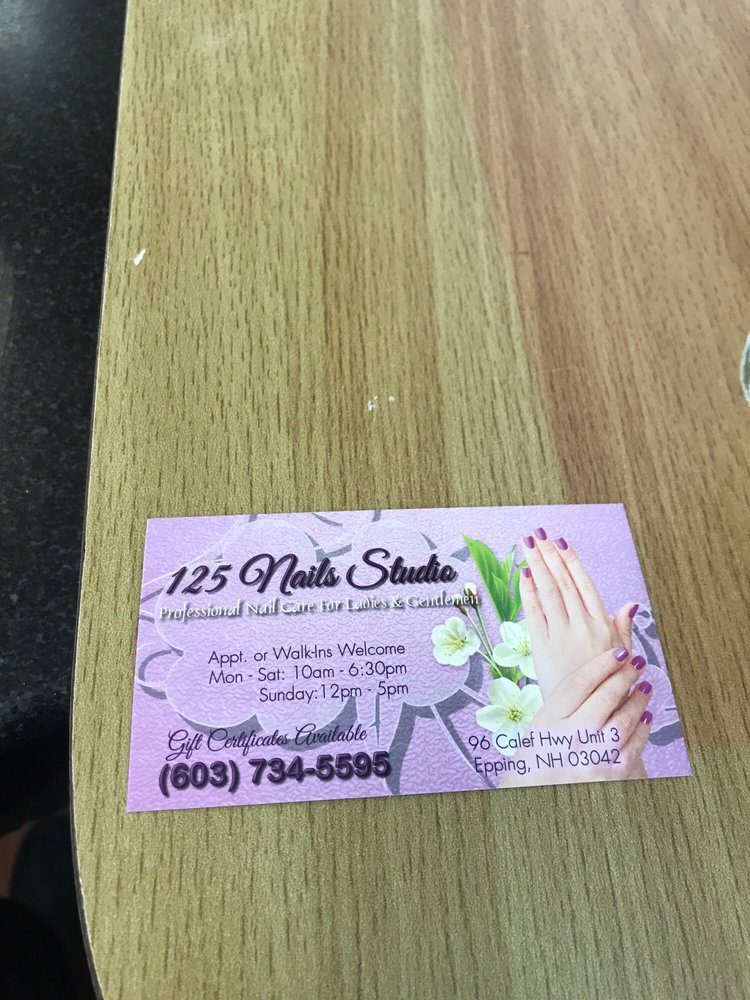 125 Nails Studio
Professional Nail Care For Ladies & Gentlemen
Appt. or Walk-Ins Welcome
Mon - Sat: 10am - 6:30pm
Sunday:12pm - 5pm
Gift Certificates Available
(603) 734-5595
96 Calef Hwy Unit 3
Epping, NH 03042